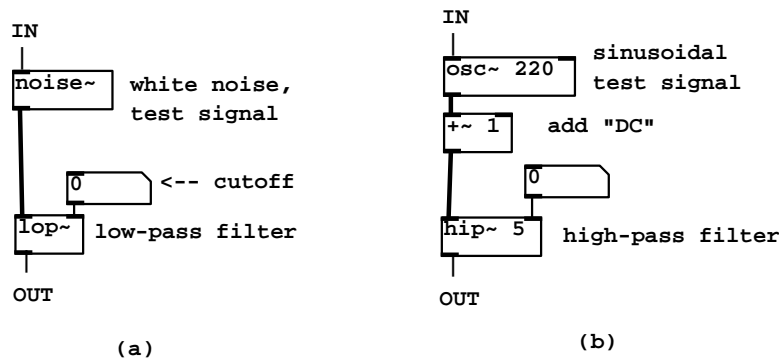 IN
noise~
white noise,
test signal
0
<-- cutoff
lop~
low-pass filter
OUT
(a)
IN
osc~ 220
sinusoidal
test signal
+~ 1
add "DC"
0
hip~ 5
high-pass filter
OUT
(b)